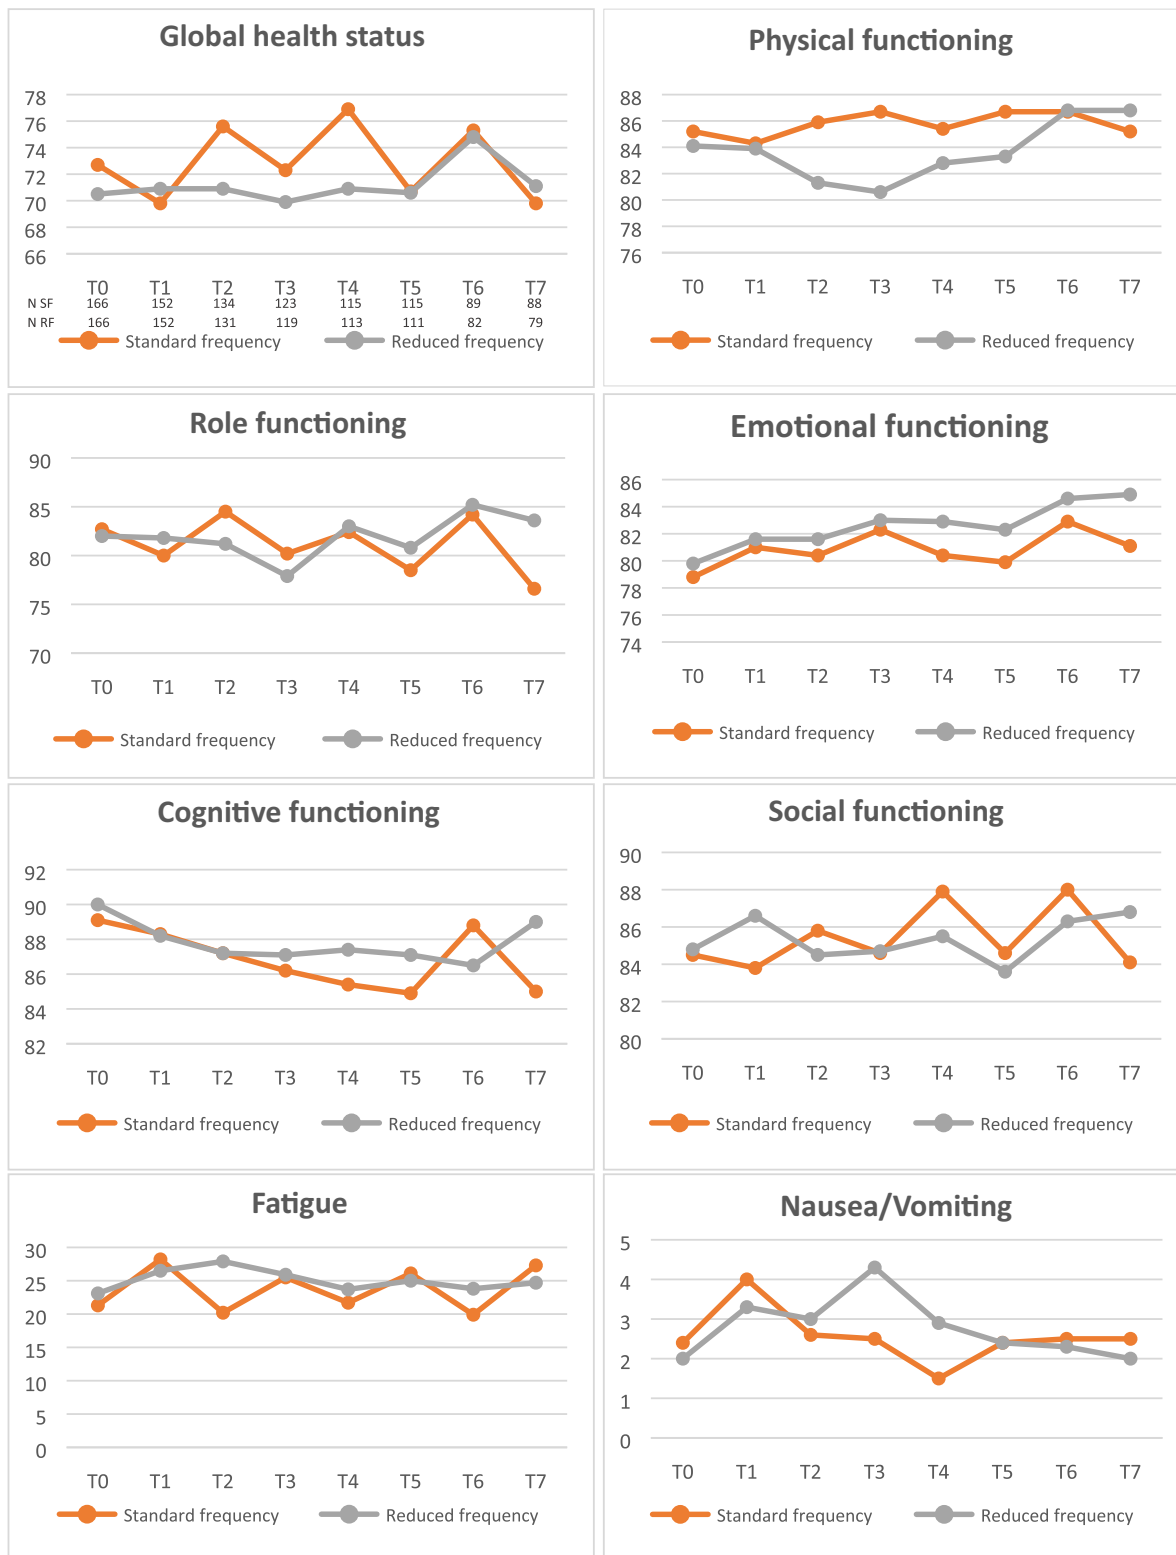 Global health status
78
76
74
72
70
68
66
T0 T1 T2 T3 T4 T5 T6 T7
N SF 166 152 134 123 115 115 89 88
N RF 166 152 131 119 113 111 82 79
Standard frequency Reduced frequency
Physical functioning
88
86
84
82
80
78
76
T0 T1 T2 T3 T4 T5 T6 T7
Standard frequency Reduced frequency
Role functioning
90
85
80
75
70
T0 T1 T2 T3 T4 T5 T6 T7
Standard frequency Reduced frequency
Emotional functioning
86
84
82
80
78
76
74
T0 T1 T2 T3 T4 T5 T6 T7
Standard frequency Reduced frequency
Cognitive functioning
92
90
88
86
84
82
T0 T1 T2 T3 T4 T5 T6 T7
Standard frequency Reduced frequency
Social functioning
90
88
86
84
82
80
T0 T1 T2 T3 T4 T5 T6 T7
Standard frequency Reduced frequency
Fatigue
30
25
20
15
10
5
0
T0 T1 T2 T3 T4 T5 T6 T7
Standard frequency Reduced frequency
Nausea/Vomiting
5
4
3
2
1
0
T0 T1 T2 T3 T4 T5 T6 T7
Standard frequency Reduced frequency